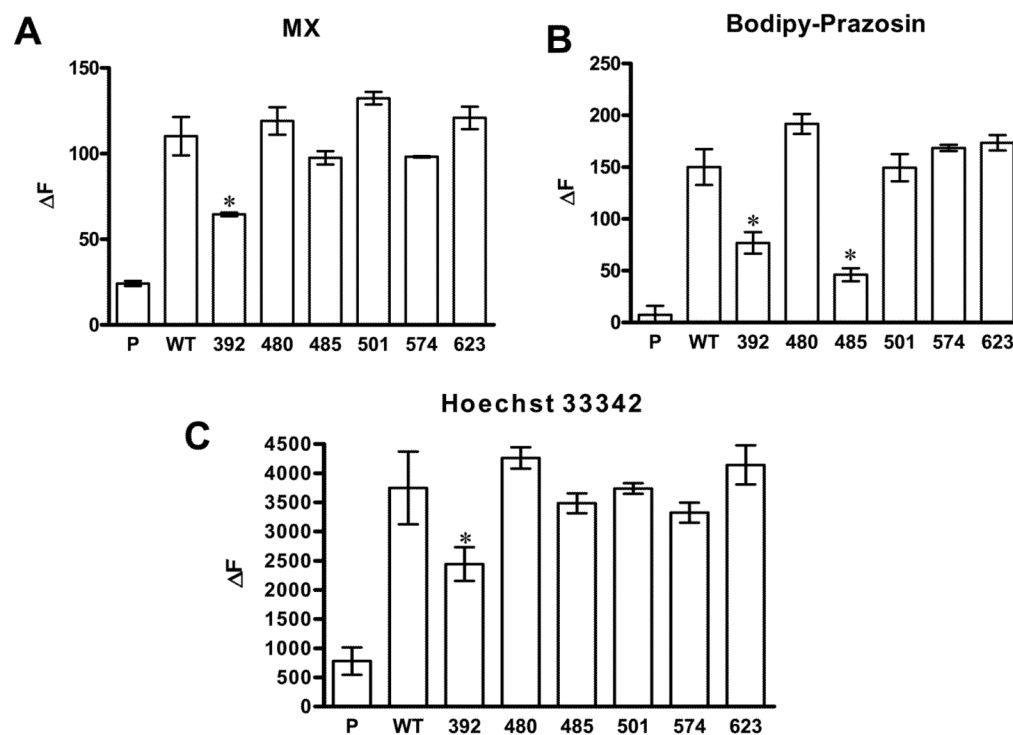 A
MX
150
100
50
0
ΔF
*
P WT 392 480 485 501 574 623
B
Bodipy-Prazosin
250
200
150
100
50
0
ΔF
* *
P WT 392 480 485 501 574 623
C
Hoechst 33342
4500
4000
3500
3000
2500
2000
1500
1000
500
0
ΔF
*
P WT 392 480 485 501 574 623